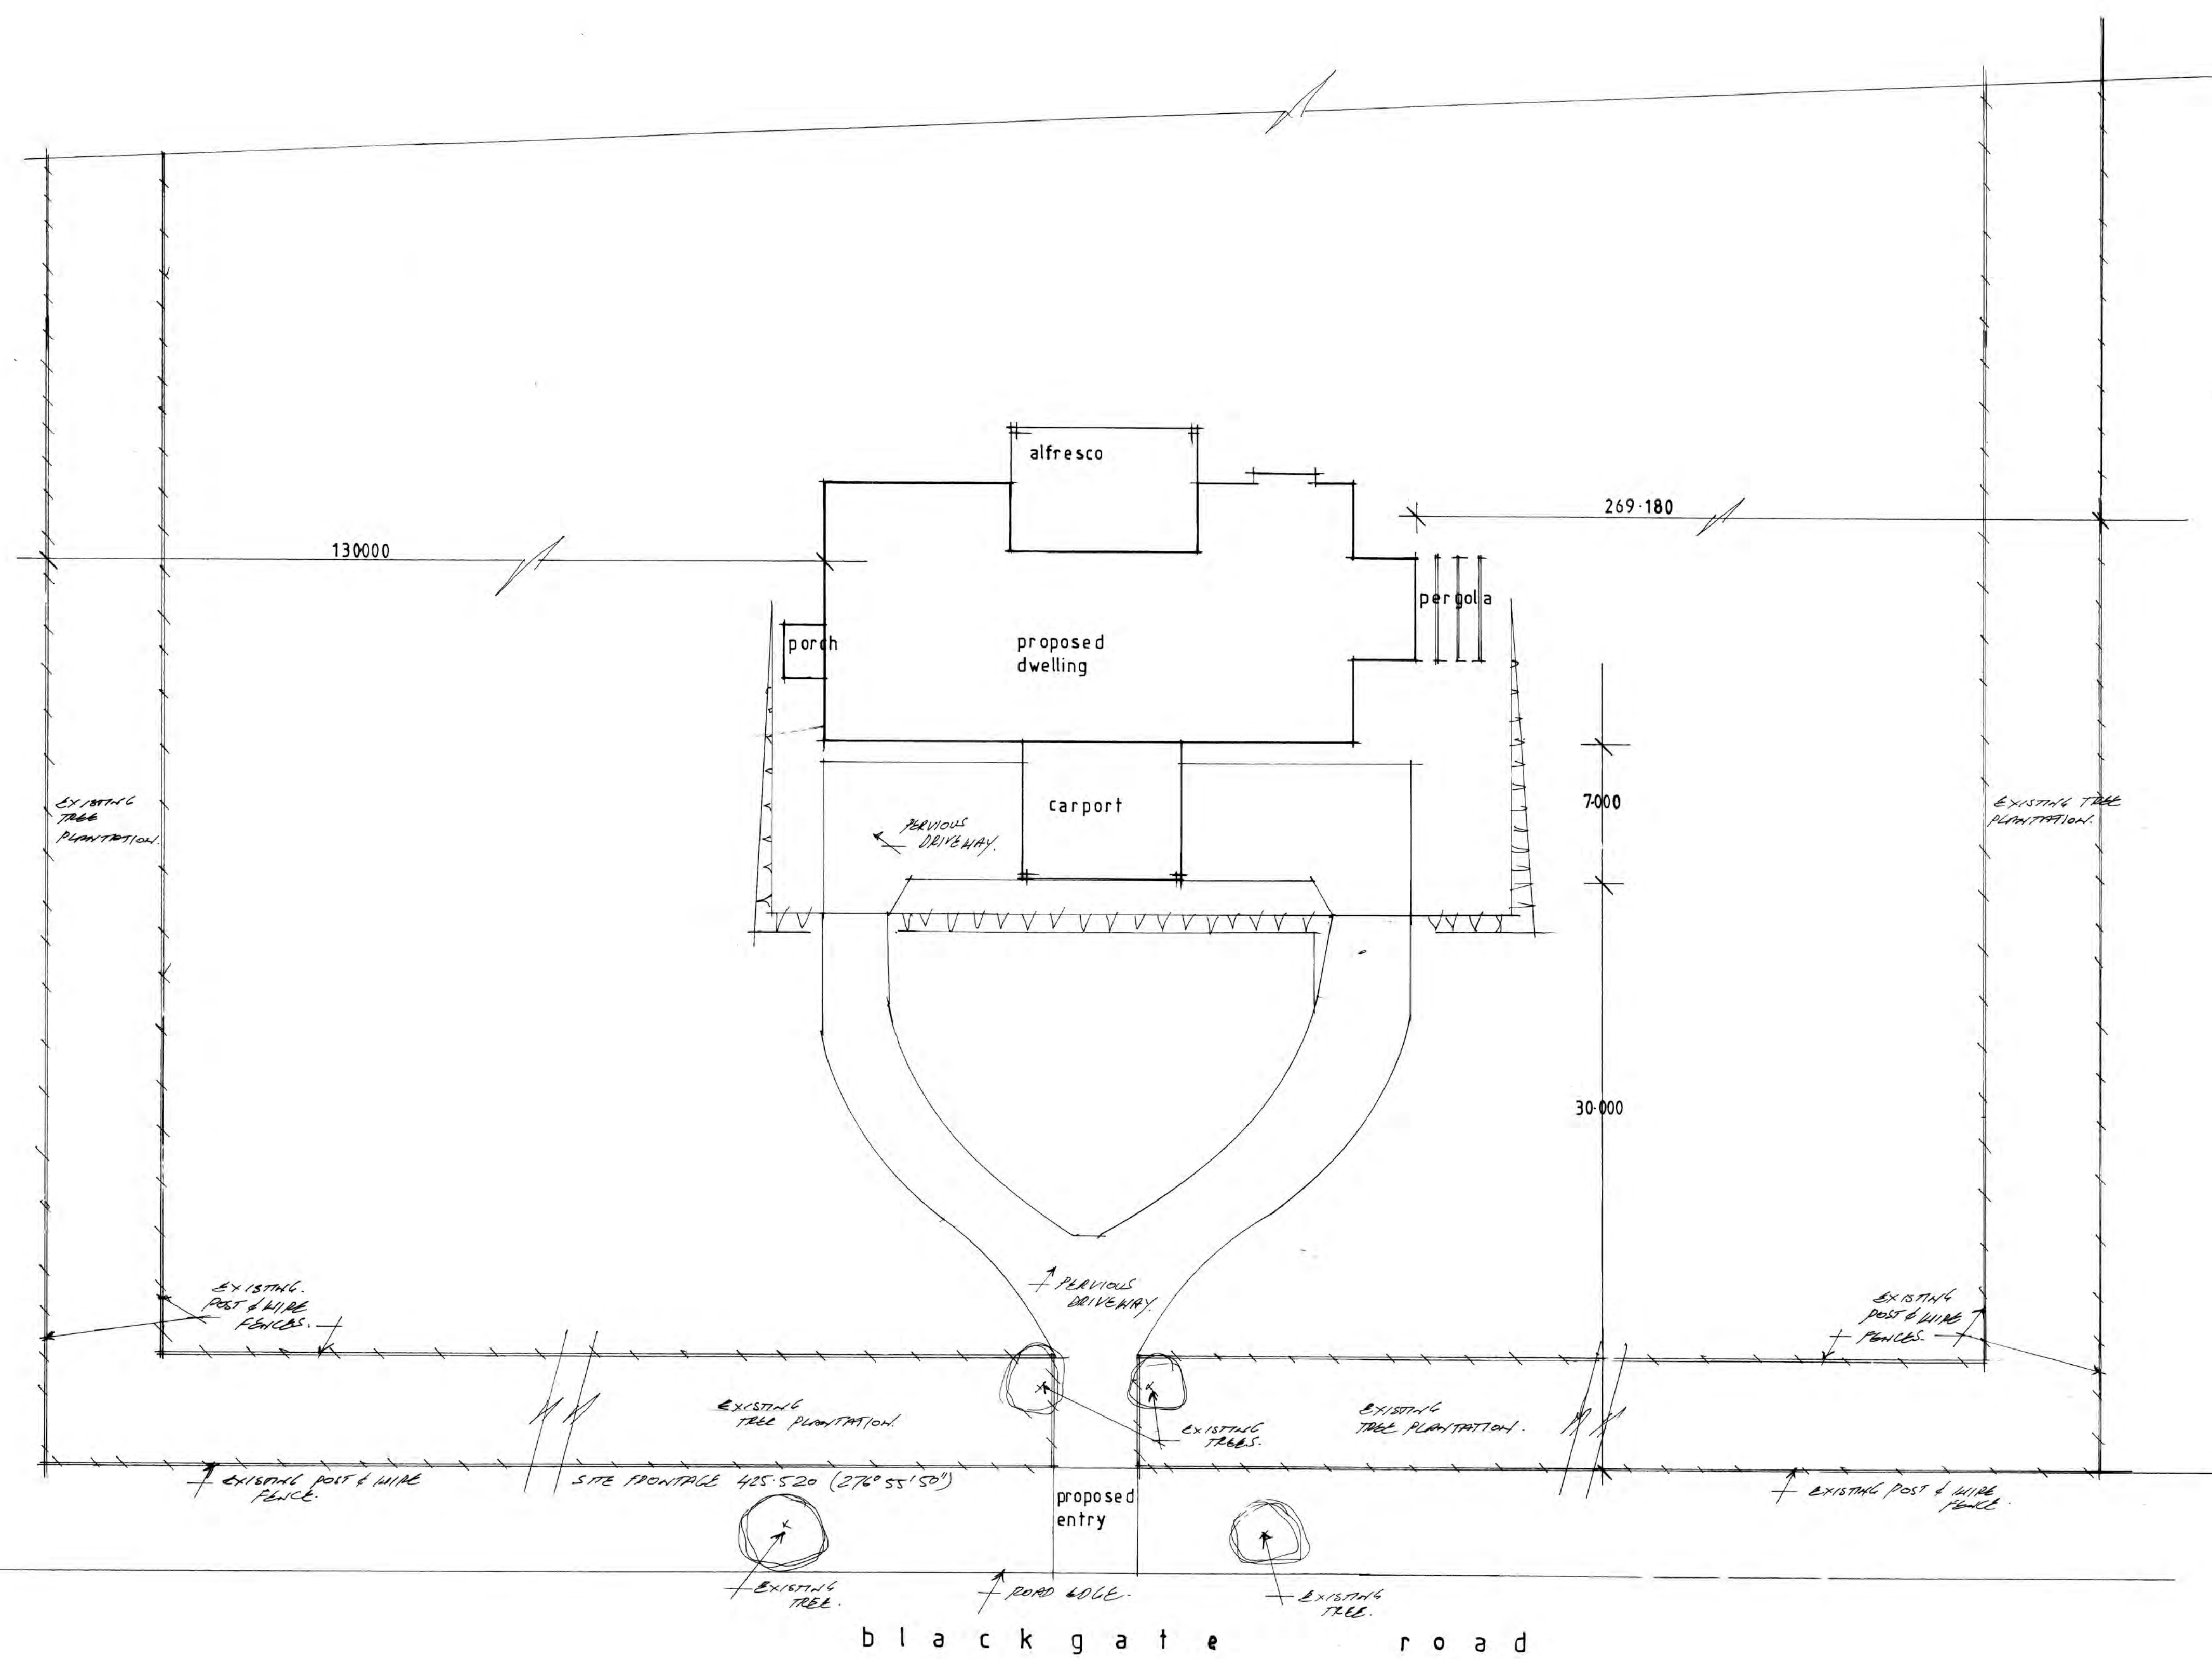 alfresco
269·180
130000
pergola
porch
proposed
dwelling
EXISTING
TREE
PLANTATION.
carport
7·000
EXISTING TREE
PLANTATION.
PERVIOUS
DRIVEWAY.
30·000
EXISTING.
POST & WIRE
FENCES.
PERVIOUS
DRIVEWAY.
EXISTING
POST & WIRE
FENCES.
EXISTING
TREE PLANTATION.
EXISTING
TREES.
EXISTING
TREE PLANTATION.
EXISTING POST & WIRE
FENCE.
SITE FRONTAGE 425·520 (276° 55' 50")
proposed
entry
EXISTING POST & WIRE
FENCE.
EXISTING
TREE.
ROAD EDGE.
EXISTING
TREE.
blackgate road